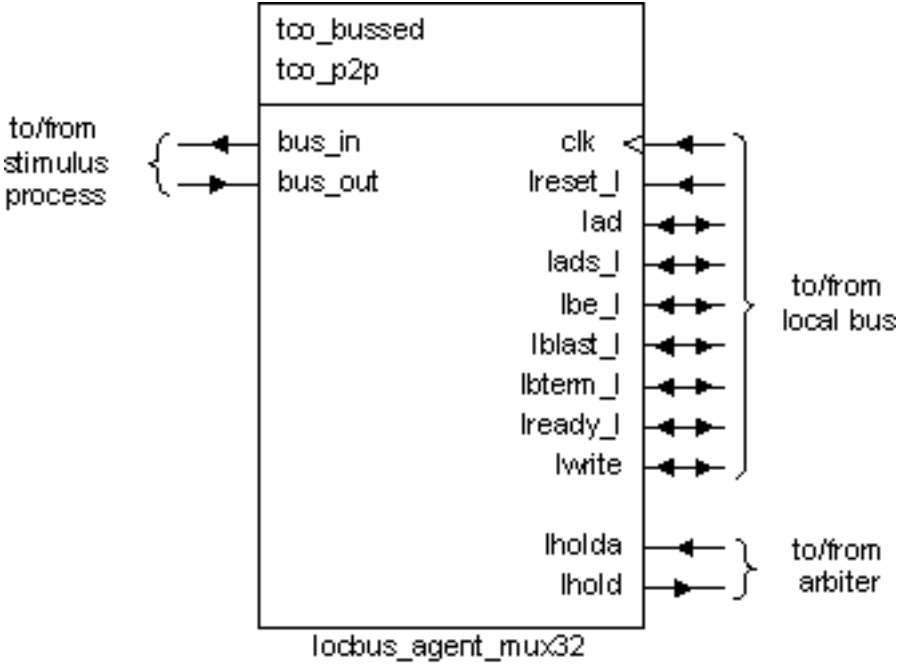 tco_bussed
tco_p2p
to/from
stimulus
process
bus_in
bus_out
clk
lreset_l
lad
lads_l
lbe_l
lblast_l
lbterm_l
lready_l
lwrite
to/from
local bus
lholda
lhold
to/from
arbiter
locbus_agent_mux32